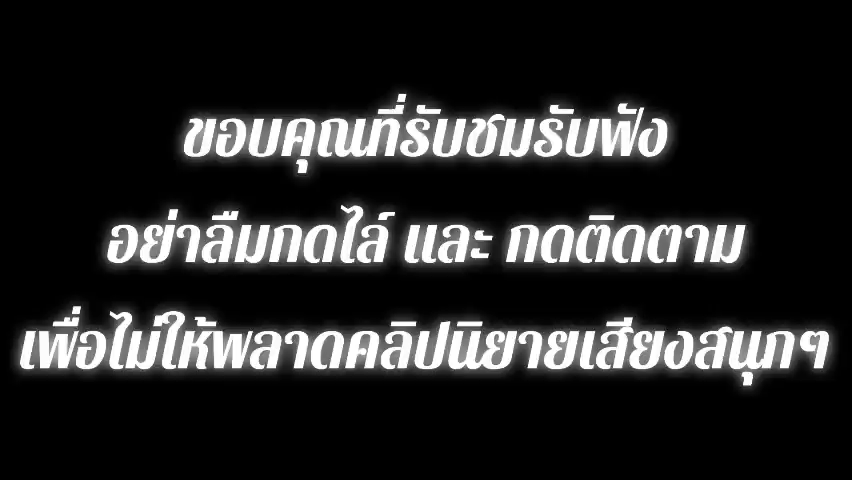 ขอบคุณที่รับชมรับฟัง
อย่าลืมกดไล์ และ กดติดตาม
เพื่อไม่ให้พลาดคลิปนิยายเสียงสนุกๆ